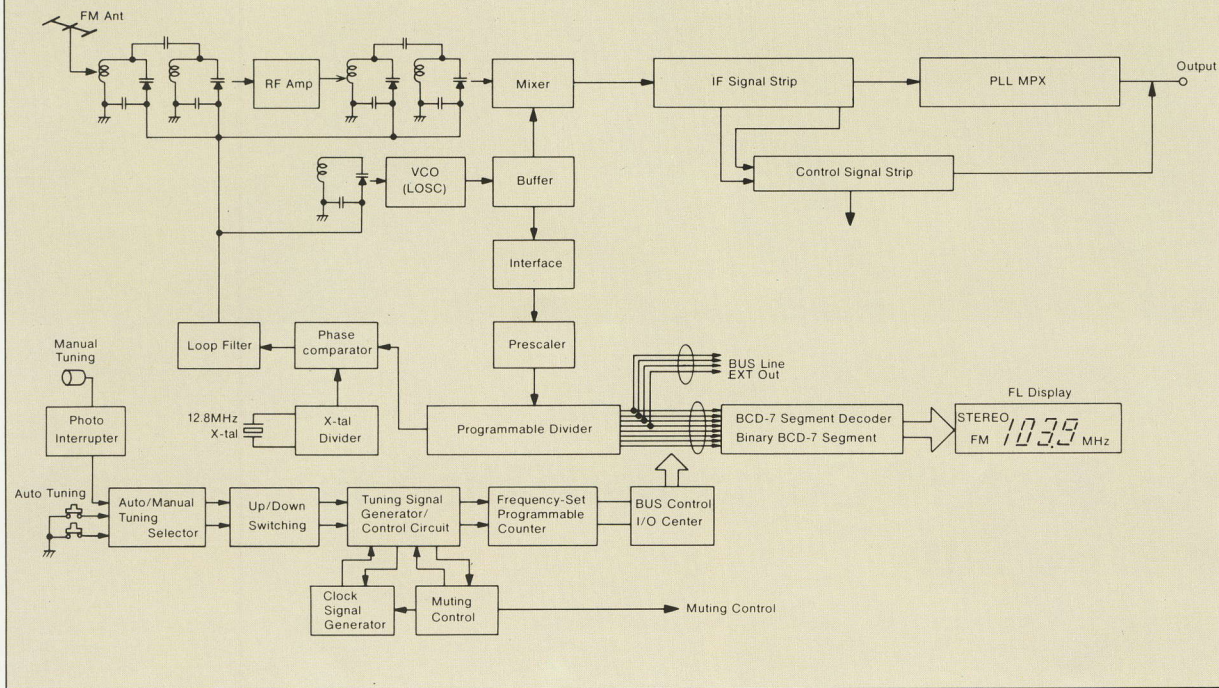 FM Ant
RF Amp
Mixer
IF Signal Strip
PLL MPX
Output
VCO
(LOSC)
Buffer
Control Signal Strip
Interface
Manual
Tuning
Loop Filter
Phase
comparator
Prescaler
BUS Line
EXT Out
FL Display
Photo
Interrupter
12.8MHz
X-tal
X-tal
Divider
Programmable Divider
BCD-7 Segment Decoder
Binary BCD-7 Segment
STEREO
FM 103.9 MHz
Auto Tuning
Auto/Manual
Tuning
Selector
Up/Down
Switching
Tuning Signal
Generator/
Control Circuit
Frequency-Set
Programmable
Counter
BUS Control
I/O Center
Clock
Signal
Generator
Muting
Control
Muting Control